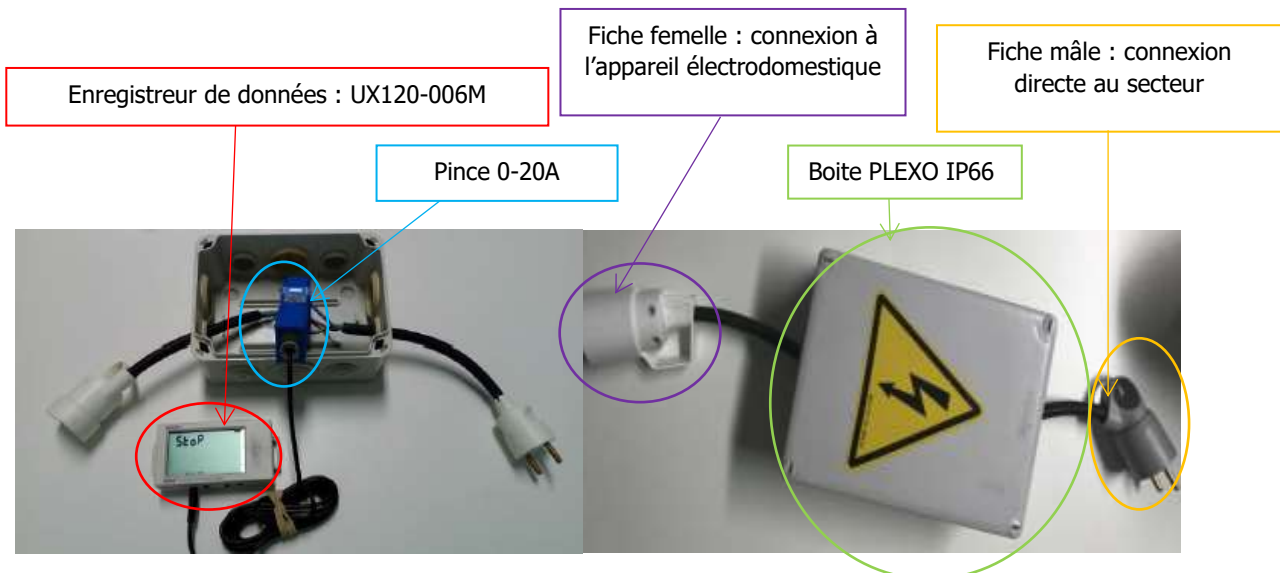 Fiche femelle : connexion à
l’appareil électrodomestique
Fiche mâle : connexion
directe au secteur
Enregistreur de données : UX120-006M
Pince 0-20A
Boite PLEXO IP66
StoP